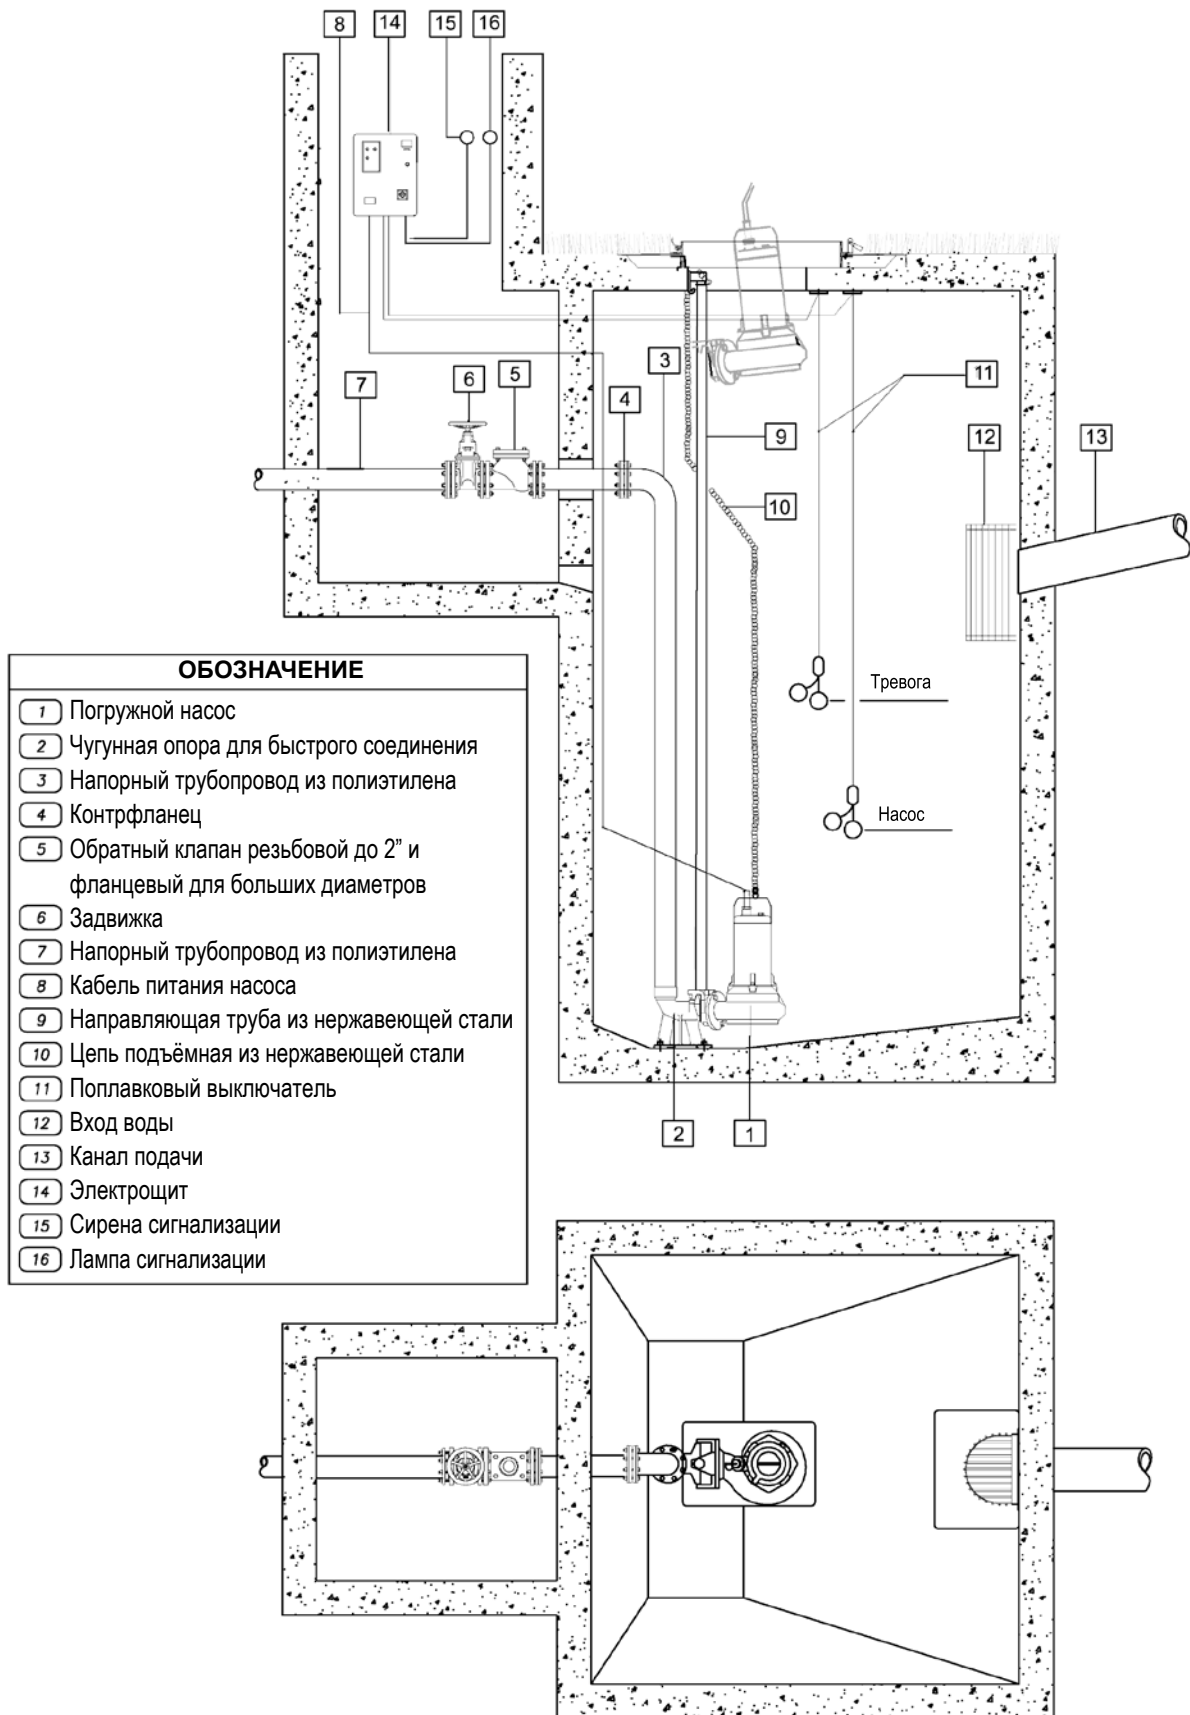 8 14 15 16
3
6 5 4
7
9
10
11
12 13
Тревога
Насос
2 1
ОБОЗНАЧЕНИЕ
1 Погружной насос
2 Чугунная опора для быстрого соединения
3 Напорный трубопровод из полиэтилена
4 Контрфланец
5 Обратный клапан резьбовой до 2” и
фланцевый для больших диаметров
6 Задвижка
7 Напорный трубопровод из полиэтилена
8 Кабель питания насоса
9 Направляющая труба из нержавеющей стали
10 Цепь подъёмная из нержавеющей стали
11 Поплавковый выключатель
12 Вход воды
13 Канал подачи
14 Электрощит
15 Сирена сигнализации
16 Лампа сигнализации